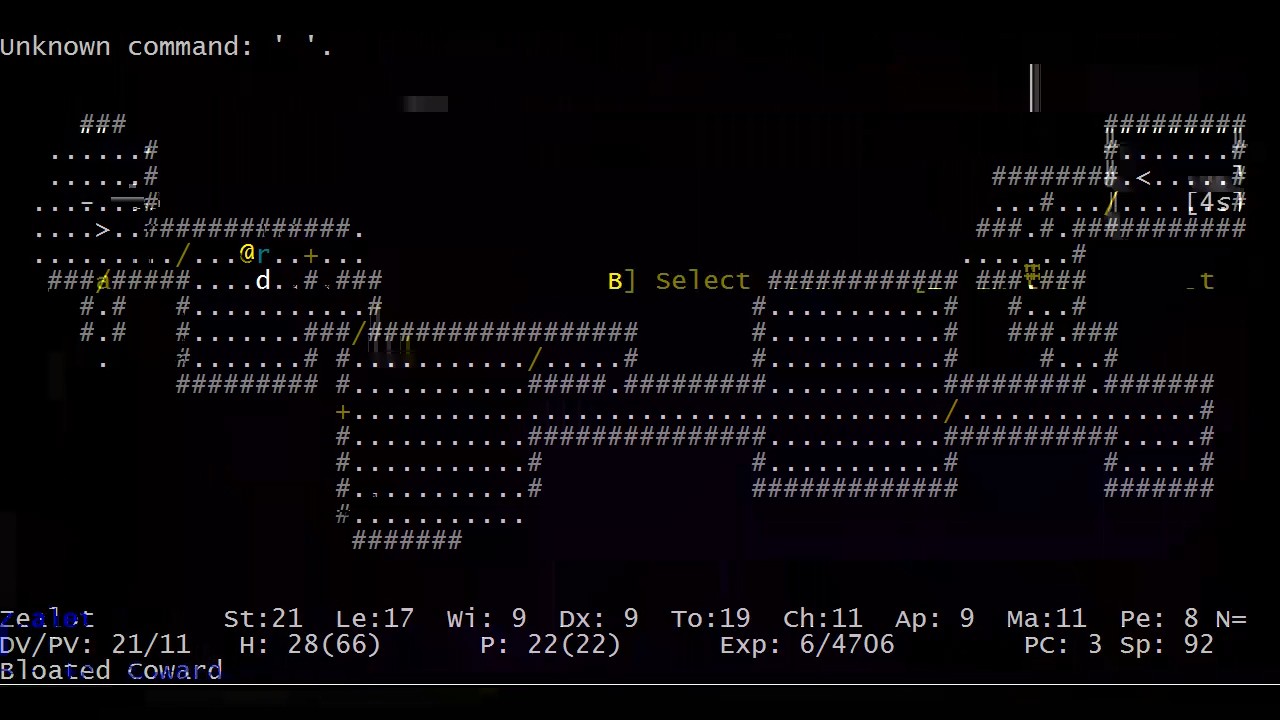 Unknown command: ' '.
[4s]
B] Select
Zealot St:21 Le:17 Wi: 9 Dx: 9 To:19 Ch:11 Ap: 9 Ma:11 Pe: 8 N=
DV/PV: 21/11 H: 28(66) P: 22(22) Exp: 6/4706 PC: 3 Sp: 92
Bloated Coward